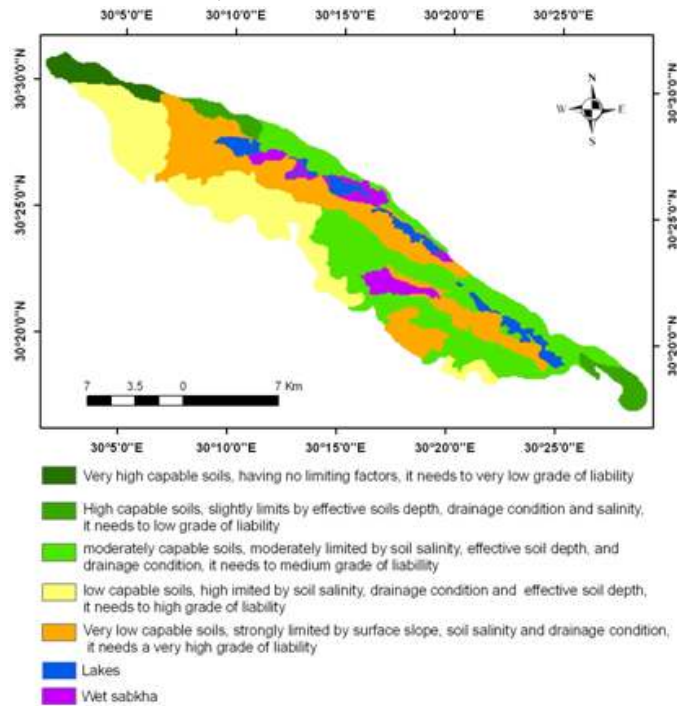 30°5'0"E 30°10'0"E 30°15'0"E 30°20'0"E 30°25'0"E
30°30'0"N 30°30'0"N
N
W E
S
30°25'0"N 30°25'0"N
30°20'0"N 30°20'0"N
7 3.5 0 7 Km
30°5'0"E 30°10'0"E 30°15'0"E 30°20'0"E 30°25'0"E
Very high capable soils, having no limiting factors, it needs to very low grade of liability
High capable soils, slightly limits by effective soils depth, drainage condition and salinity,
it needs to low grade of liability
moderately capable soils, moderately limited by soil salinity, effective soil depth, and
drainage condition, it needs to medium grade of liabillity
low capable soils, high imited by soil salinity, drainage condition and effective soil depth,
it needs to high grade of liability
Very low capable soils, strongly limited by surface slope, soil salinity and drainage condition,
it needs a very high grade of liability
Lakes
Wet sabkha